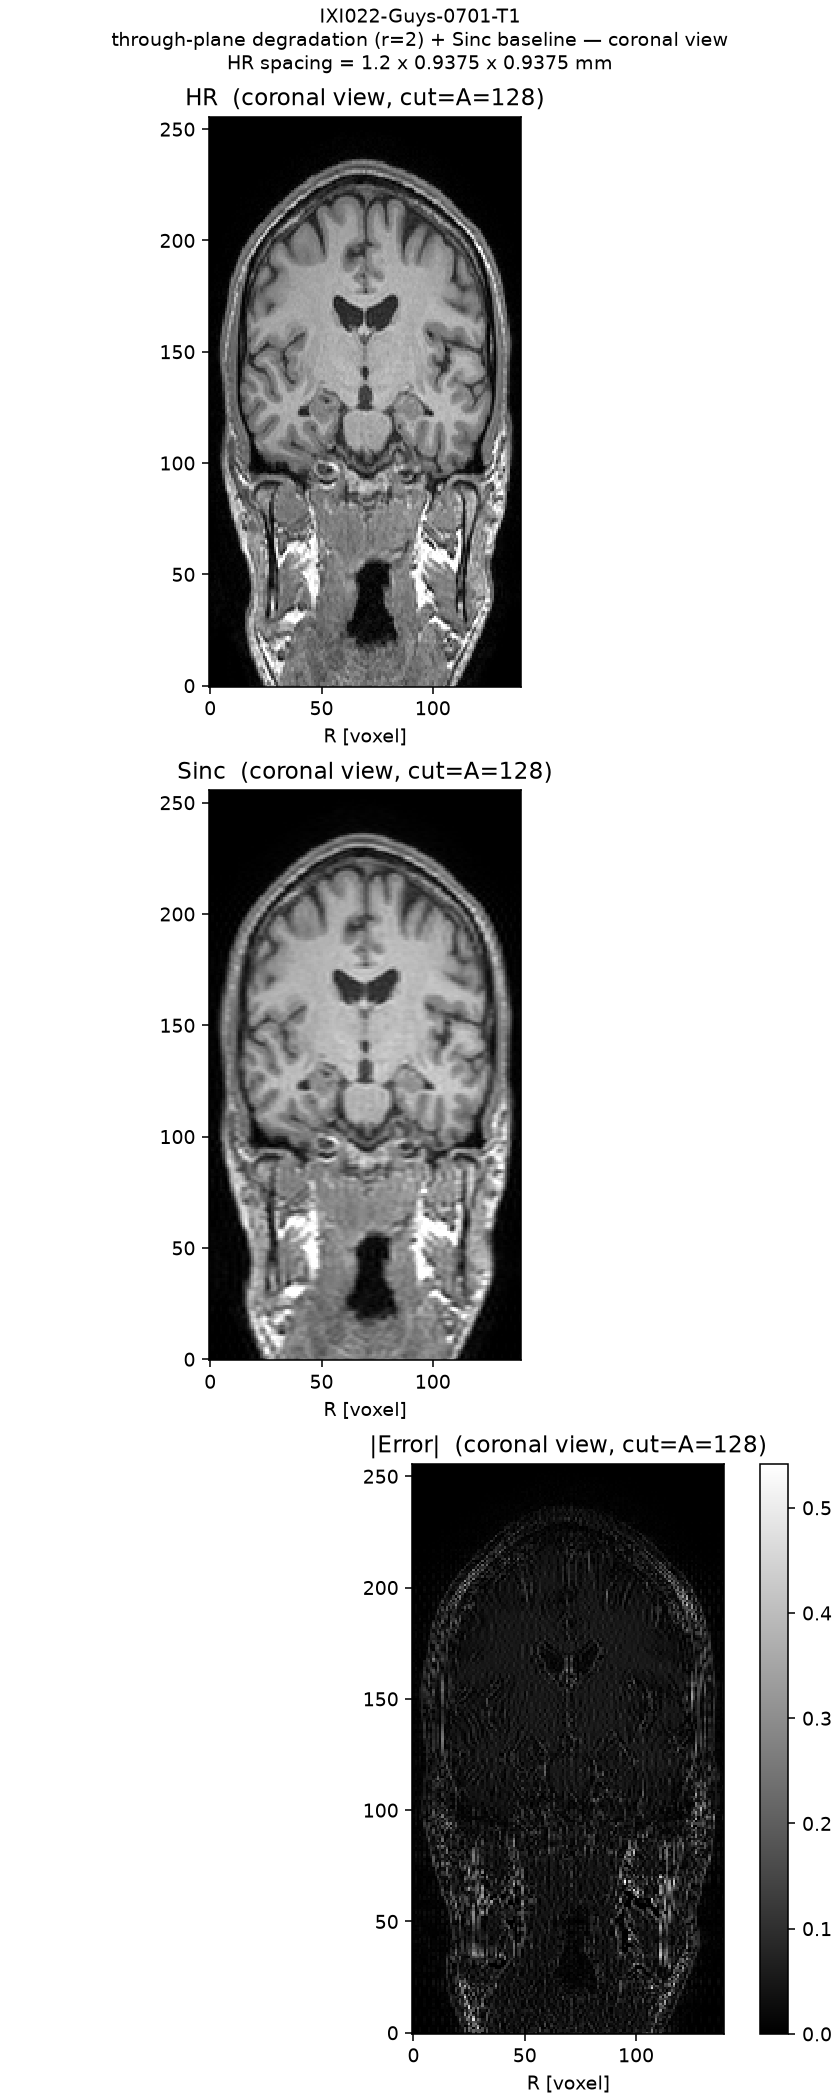 IXI022-Guys-0701-T1
through-plane degradation (r=2) + Sinc baseline — coronal view
HR spacing = 1.2 x 0.9375 x 0.9375 mm
HR  (coronal view, cut=A=128)
250
200
150
100
50
0
0 50 100
R [voxel]
Sinc  (coronal view, cut=A=128)
250
200
150
100
50
0
0 50 100
R [voxel]
|Error|  (coronal view, cut=A=128)
250
200
150
100
50
0
0 50 100
R [voxel]
0.5
0.4
0.3
0.2
0.1
0.0